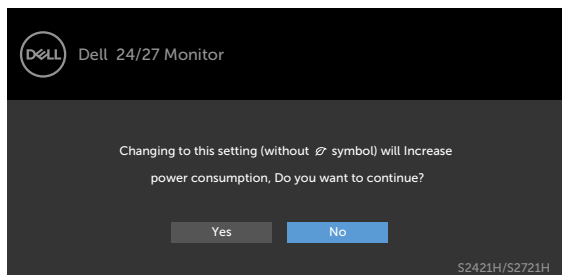 DELL
Dell 24/27 Monitor
Changing to this setting (without symbol) will Increase
power consumption, Do you want to continue?
Yes No
S2421H/S2721H